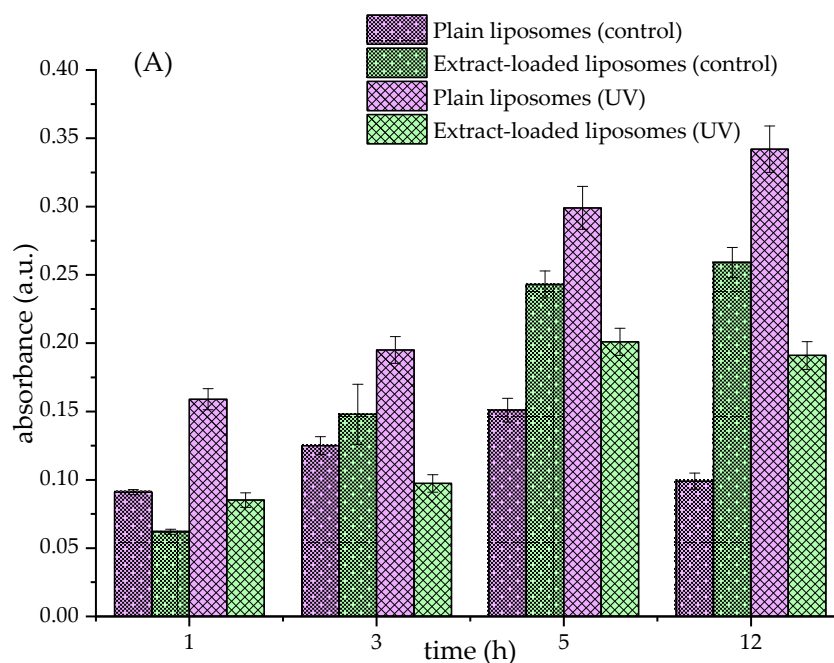 (A)
Plain liposomes (control)
Extract-loaded liposomes (control)
Plain liposomes (UV)
Extract-loaded liposomes (UV)
absorbance (a.u.)
0.40
0.35
0.30
0.25
0.20
0.15
0.10
0.05
0.00
1
3
5
12
time (h)